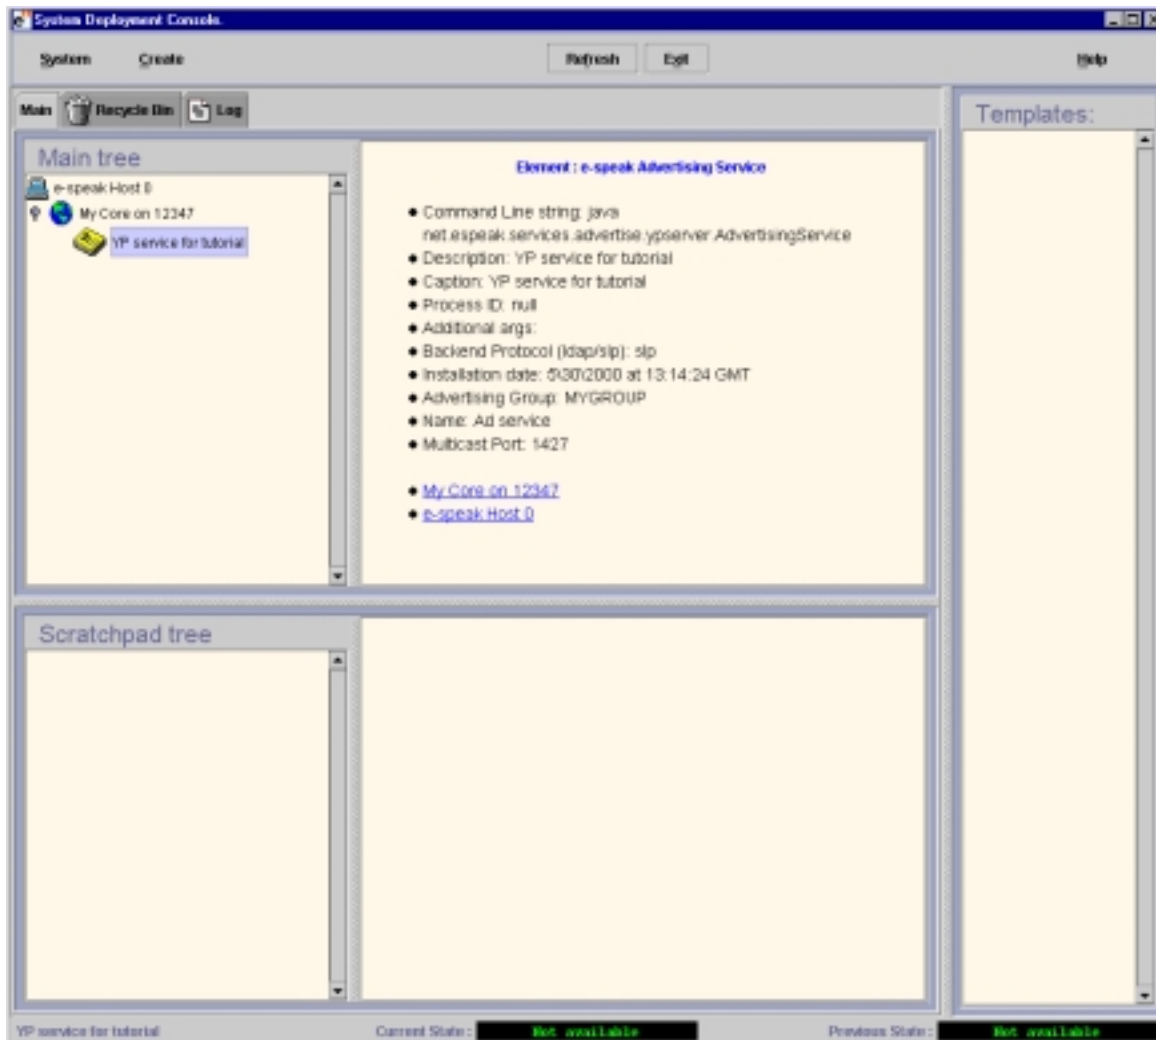 System Deployment Console.
System Create Refresh Exit Help
Main Recycle Bin Log
Templates:
Main tree
e-speak Host 0
My Core on 12347
YP service for tutorial
Element : e-speak Advertising Service
Command Line string: java
net.espeak.services.advertise.ypserver.AdvertisingService
Description: YP service for tutorial
Caption: YP service for tutorial
Process ID: null
Additional args:
Backend Protocol (ldap/slp): slp
Installation date: 5\30\2000 at 13:14:24 GMT
Advertising Group: MYGROUP
Name: Ad service
Multicast Port: 1427
My Core on 12347
e-speak Host 0
Scratchpad tree
YP service for tutorial Current State : Not available Previous State : Not available